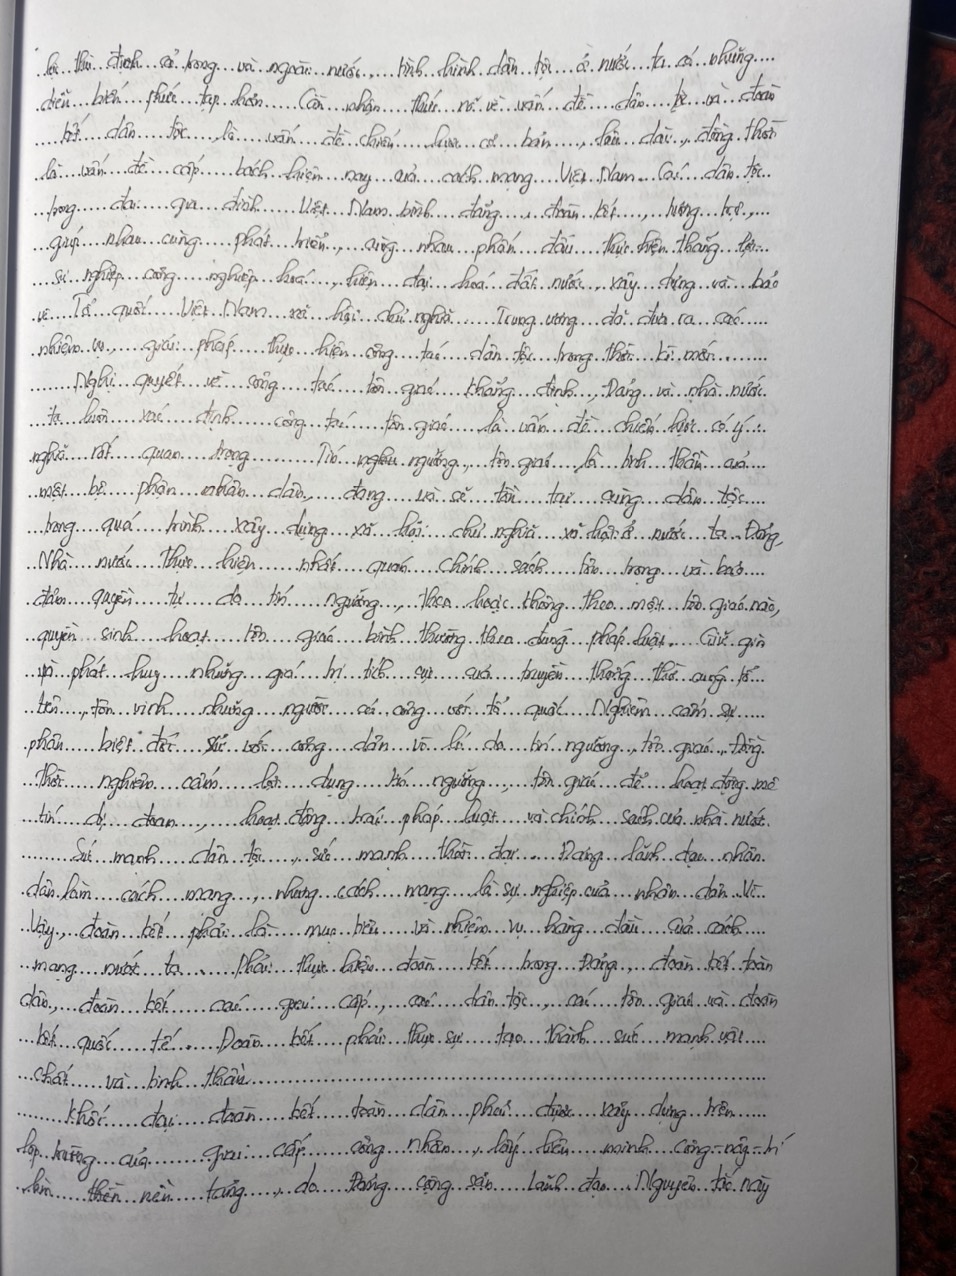 thù địch cả trong và ngoài nước, tình hình dân tộc ở nước ta có những
diễn biến phức tạp hơn. Cần nhận thức rõ về vấn đề dân tộc và đoàn
kết dân tộc, là vấn đề chiến lược cơ bản, lâu dài, đồng thời
là vấn đề cấp bách hiện nay của cách mạng Việt Nam. Các dân tộc
trong đại gia đình Việt Nam bình đẳng, đoàn kết, tương trợ,
giúp nhau cùng phát triển, cùng nhau phấn đấu thực hiện thắng lợi
sự nghiệp công nghiệp hoá, hiện đại hoá đất nước, xây dựng và bảo
vệ Tổ quốc Việt Nam xã hội chủ nghĩa. Trung ương đã đưa ra các
nhiệm vụ, giải pháp thực hiện công tác dân tộc trong thời kì mới.
Nghị quyết về công tác tôn giáo khẳng định, Đảng và nhà nước
ta luôn xác định công tác tôn giáo là vấn đề chiến lược có ý
nghĩa rất quan trọng. Tín ngưỡng, tôn giáo là tinh thần của
một bộ phận nhân dân, đang và sẽ tồn tại cùng dân tộc
trong quá trình xây dựng xã hội chủ nghĩa xã hội ở nước ta. Đảng,
Nhà nước thực hiện nhất quán chính sách tôn trọng và bảo
đảm quyền tự do tín ngưỡng, theo hoặc không theo một tôn giáo nào,
quyền sinh hoạt tôn giáo bình thường theo đúng pháp luật. Giữ gìn
và phát huy những giá trị tích cực của truyền thống thờ cúng tổ
tiên, tôn vinh những người có công với tổ quốc. Nghiêm cấm sự
phân biệt đối xử với công dân vì lí do tín ngưỡng, tôn giáo. Đồng
thời nghiêm cấm lợi dụng tín ngưỡng, tôn giáo để hoạt động mê
tín dị đoan, hoạt động trái pháp luật và chính sách của nhà nước.
Sức mạnh dân tộc, sức mạnh thời đại. Đảng lãnh đạo nhân
dân làm cách mạng, nhưng cách mạng là sự nghiệp của nhân dân. Vì
Vậy, đoàn kết phải là mục tiêu và nhiệm vụ hàng đầu của cách
mạng nước ta. Phải thực hiện đoàn kết trong Đảng, đoàn kết toàn
dân, đoàn kết các giai cấp, các dân tộc, các tôn giáo và đoàn
kết quốc tế. Đoàn kết phải thực sự tạo thành sức mạnh vật
chất và tinh thần
Khối đại đoàn kết toàn dân phải được xây dựng trên
lập trường của giai cấp công nhân, lấy liên minh công-nông-trí
làm nền tảng, do Đảng cộng sản Lãnh đạo. Nguyên tắc này